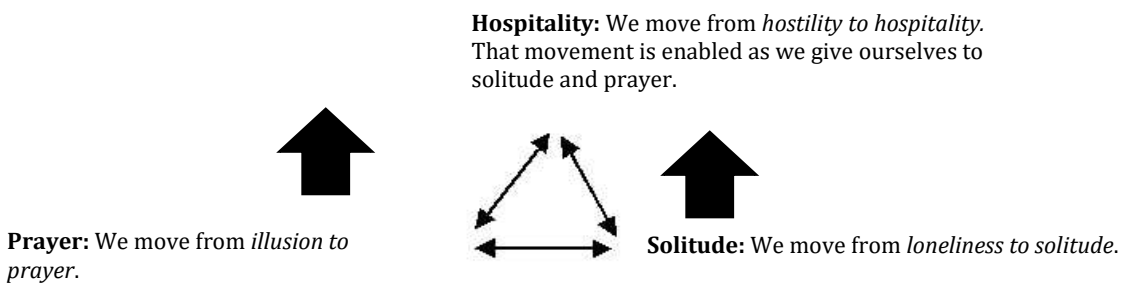 Hospitality: We move from hostility to hospitality.
That movement is enabled as we give ourselves to
solitude and prayer.
Prayer: We move from illusion to
prayer.
Solitude: We move from loneliness to solitude.